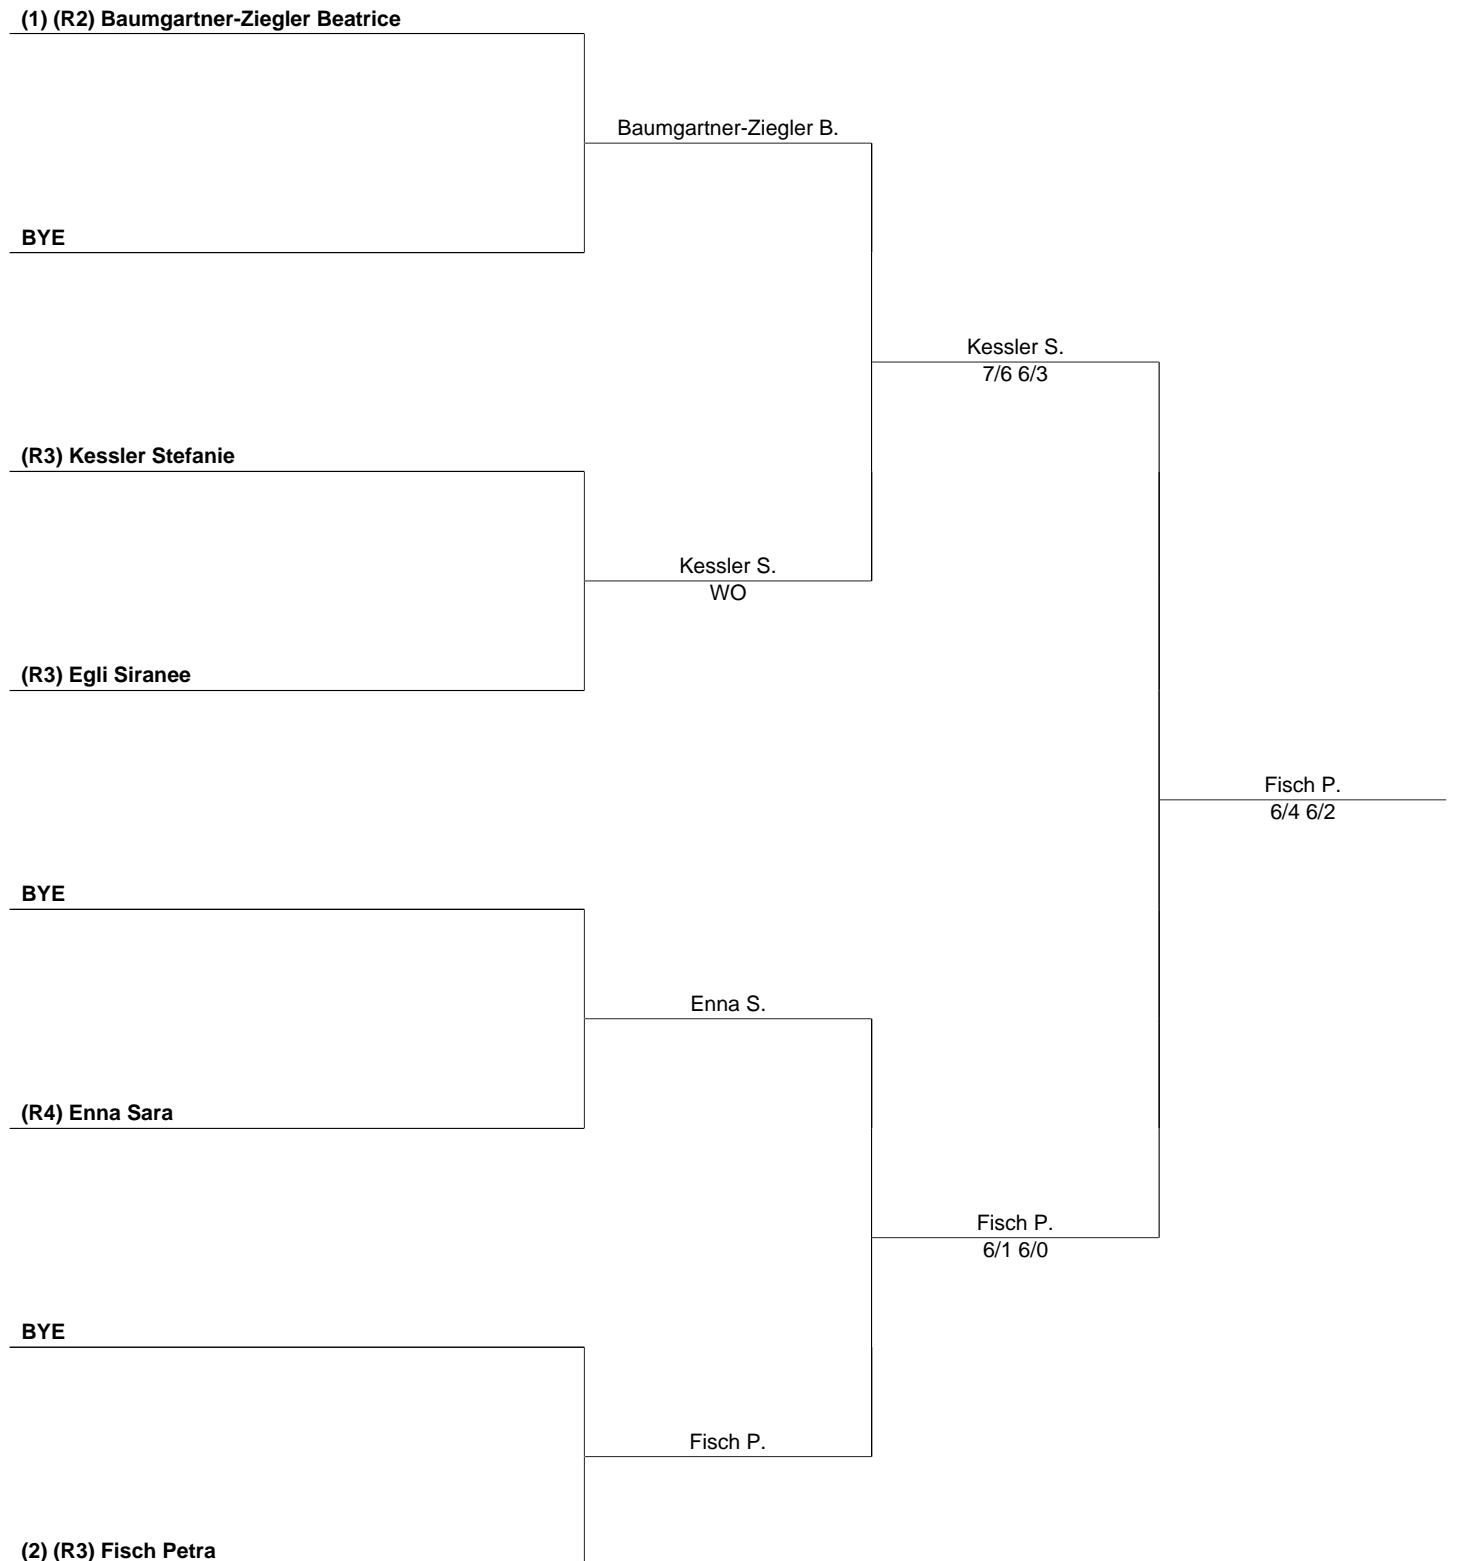 (1) (R2) Baumgartner-Ziegler Beatrice
Baumgartner-Ziegler B.
BYE
Kessler S.
7/6 6/3
(R3) Kessler Stefanie
Kessler S.
WO
(R3) Egli Siranee
Fisch P.
6/4 6/2
BYE
Enna S.
(R4) Enna Sara
Fisch P.
6/1 6/0
BYE
Fisch P.
(2) (R3) Fisch Petra